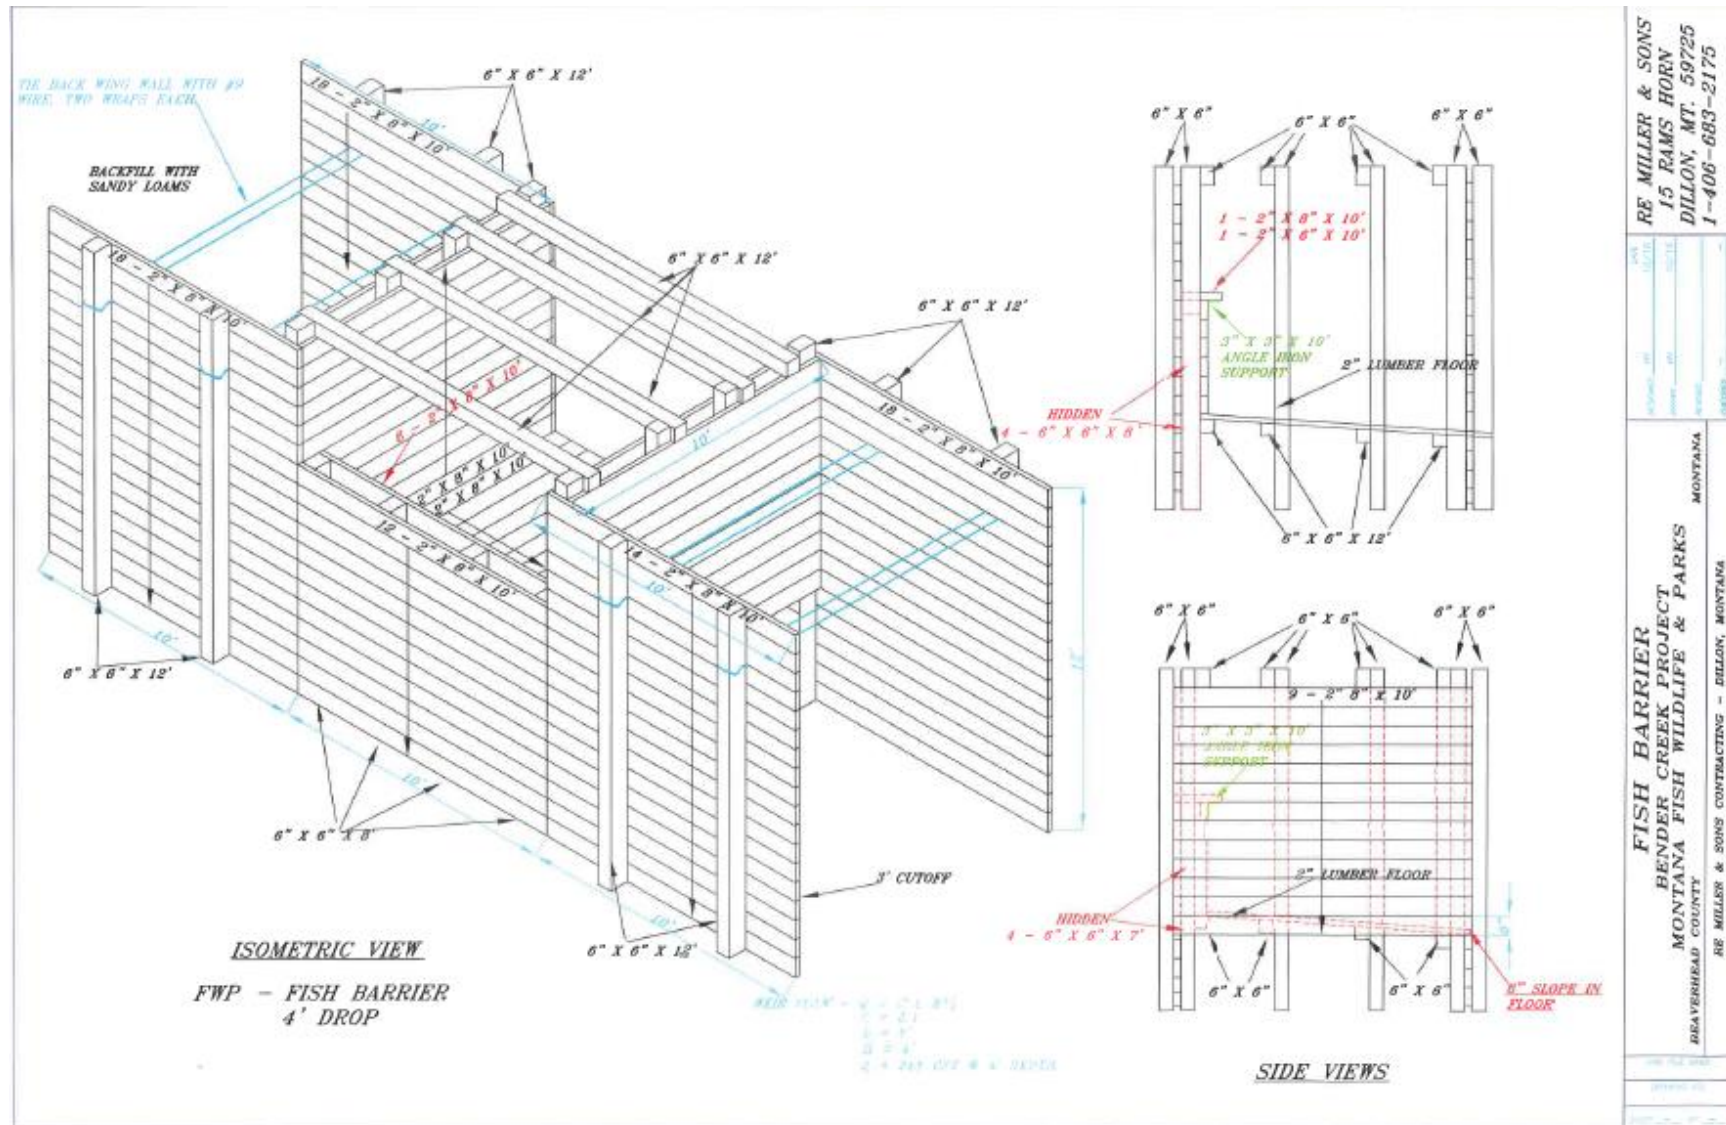 TIE BACK WING WALL WITH #9
WIRE, TWO WRAPS EACH
BACKFILL WITH
SANDY LOAMS
6" X 6" X 12'
18 - 2" X 8" X 10'
10'
18 - 2" X 8" X 10'
6" X 6" X 12'
6" X 6" X 12'
6 - 2" X 8" X 10'
2" X 8" X 10'
2" X 8" X 10'
12 - 2" X 8" X 10'
10'
18 - 2" X 8" X 10'
14 - 2" X 8" X 10'
10'
12'
6" X 6" X 12'
10'
10'
10'
6" X 6" X 8'
6" X 6" X 12'
3' CUTOFF
ISOMETRIC VIEW
FWP - FISH BARRIER
4' DROP
6" X 6"
6" X 6"
6" X 6"
1 - 2" X 8" X 10'
1 - 2" X 6" X 10'
3" X 3" X 10'
ANGLE IRON
SUPPORT
2" LUMBER FLOOR
HIDDEN
4 - 6" X 6" X 8'
6" X 6" X 12'
6" X 6"
6" X 6"
6" X 6"
9 - 2" 8" x 10'
3" X 3" X 10'
ANGLE IRON
SUPPORT
2" LUMBER FLOOR
HIDDEN
4 - 6" X 6" X 7'
6"
6" X 6"
6" X 6"
6" SLOPE IN
FLOOR
SIDE VIEWS
RE MILLER & SONS
15 RAMS HORN
DILLON, MT. 59725
1-406-683-2175
FISH BARRIER
BENDER CREEK PROJECT
MONTANA FISH WILDLIFE & PARKS
BEAVERHEAD COUNTY
MONTANA
RE MILLER & SONS CONTRACTING - DILLON, MONTANA